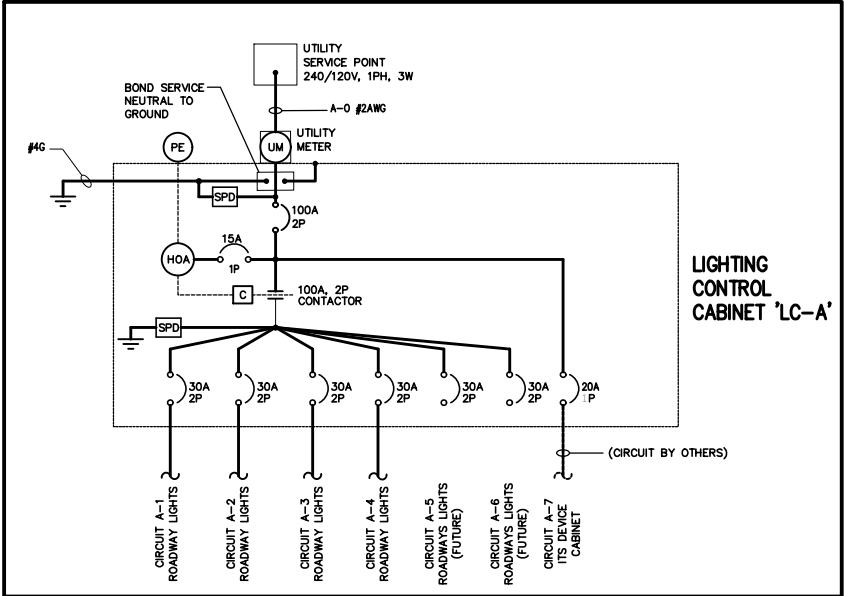 UTILITY
SERVICE POINT
240/120V, 1PH, 3W
BOND SERVICE
NEUTRAL TO
GROUND
A-0 #2AWG
#4G
PE
UM
UTILITY
METER
SPD
100A
2P
15A
1P
HOA
C
100A, 2P
CONTACTOR
LIGHTING
CONTROL
CABINET 'LC-A'
SPD
30A
2P
30A
2P
30A
2P
30A
2P
30A
2P
30A
2P
20A
1P
(CIRCUIT BY OTHERS)
CIRCUIT A-1
ROADWAY LIGHTS
CIRCUIT A-2
ROADWAY LIGHTS
CIRCUIT A-3
ROADWAY LIGHTS
CIRCUIT A-4
ROADWAY LIGHTS
CIRCUIT A-5
ROADWAYS LIGHTS
(FUTURE)
CIRCUIT A-6
ROADWAYS LIGHTS
(FUTURE)
CIRCUIT A-7
ITS DEVICE
CABINET